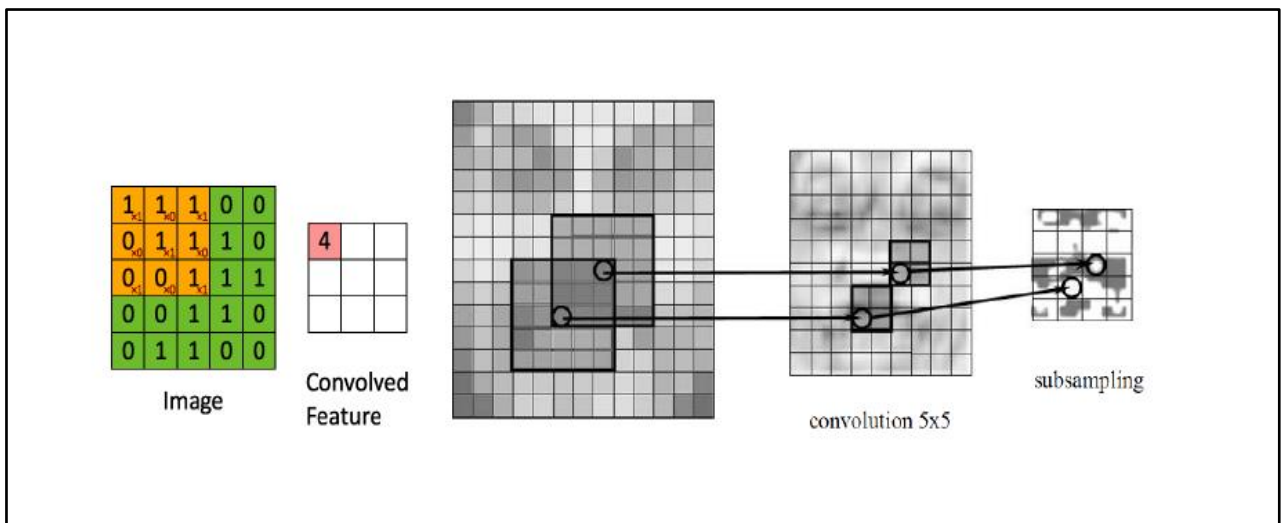 1×1 1×0 1×1 0 0
0×0 1×1 1×0 1 0
0×1 0×0 1×1 1 1
0 0 1 1 0
0 1 1 0 0
Image
4
Convolved
Feature
convolution 5x5
subsampling